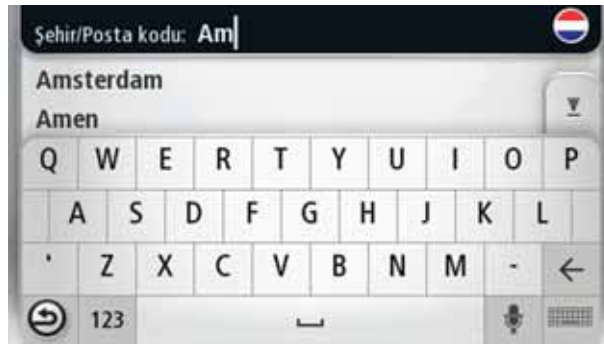 Şehir/Posta kodu: Am
Amsterdam
Amen
Q W E R T Y U I O P
A S D F G H J K L
' Z X C V B N M -
123